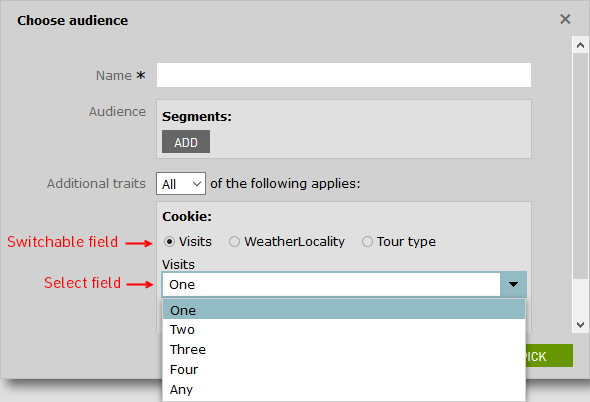 Choose audience
Name *
Audience
Segments:
ADD
Additional traits All of the following applies:
Cookie:
Switchable field Visits WeatherLocality Tour type
Visits
Select field One
One
Two
Three
Four
Any
PICK